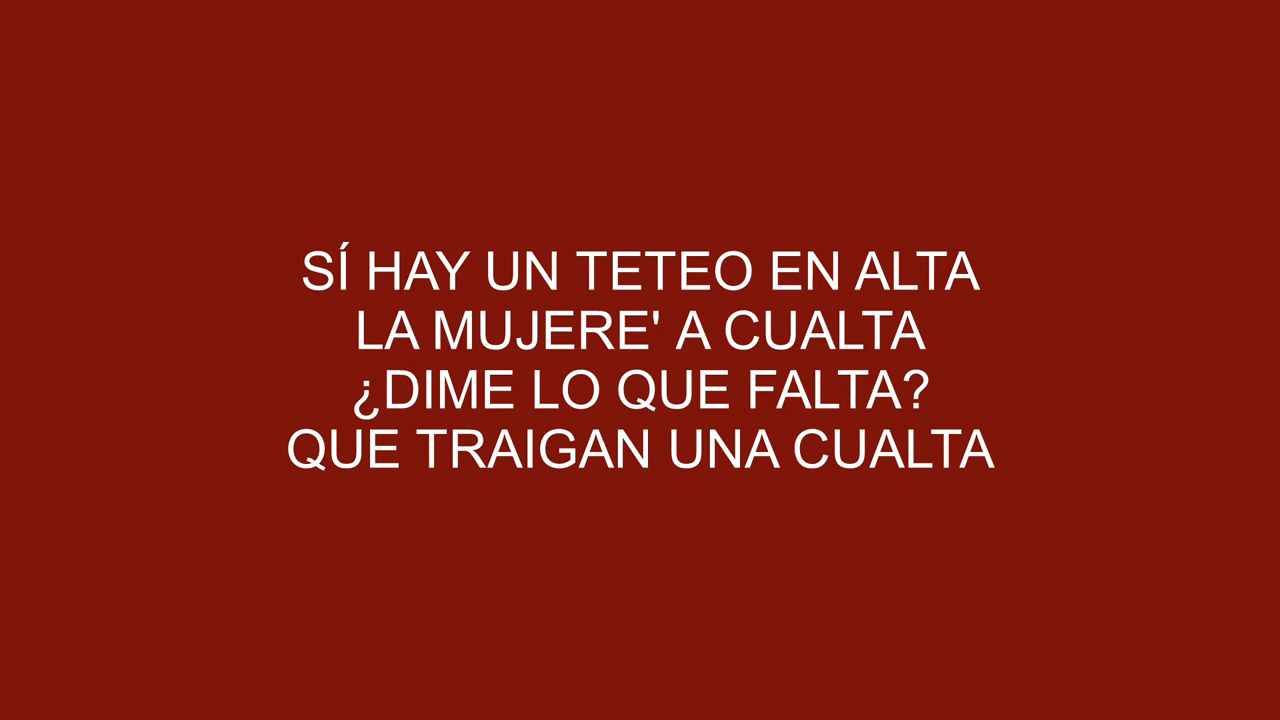 SÍ HAY UN TETEO EN ALTA
LA MUJERE' A CUALTA
¿DIME LO QUE FALTA?
QUE TRAIGAN UNA CUALTA